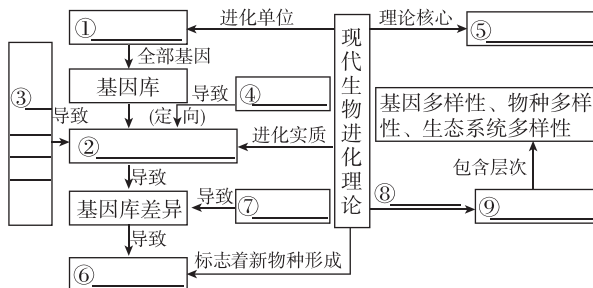 ①
进化单位
理论核心
⑤
全部基因
③
基因库
导致
④
导致
(定向)
②
进化实质
现代生物进化理论
基因多样性、物种多样
性、生态系统多样性
包含层次
导致
基因库差异
导致
⑦
⑧
⑨
导致
⑥
标志着新物种形成